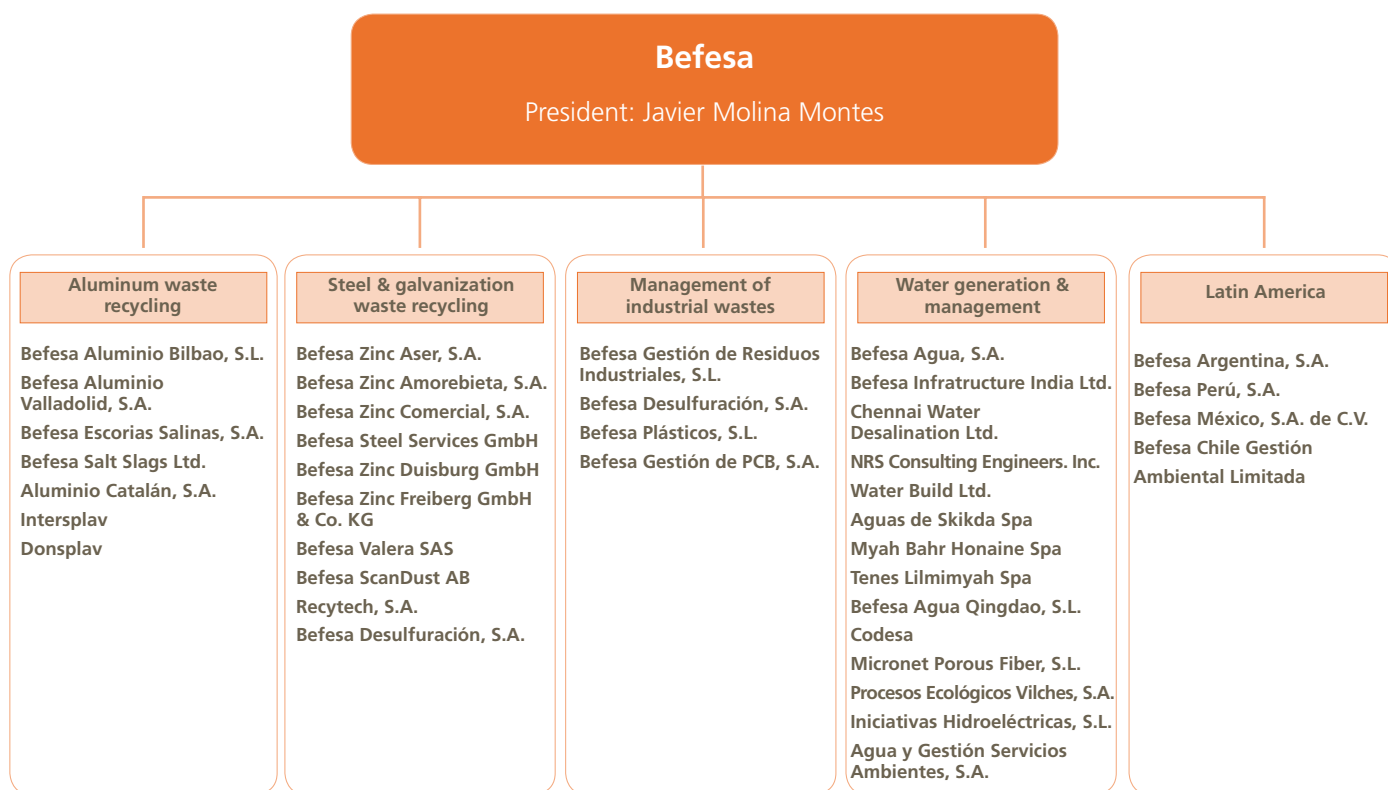 Befesa
President: Javier Molina Montes
Aluminum waste
recycling
Befesa Aluminio Bilbao, S.L.
Befesa Aluminio
Valladolid, S.A.
Befesa Escorias Salinas, S.A.
Befesa Salt Slags Ltd.
Aluminio Catalán, S.A.
Intersplav
Donsplav
Steel & galvanization
waste recycling
Befesa Zinc Aser, S.A.
Befesa Zinc Amorebieta, S.A.
Befesa Zinc Comercial, S.A.
Befesa Steel Services GmbH
Befesa Zinc Duisburg GmbH
Befesa Zinc Freiberg GmbH
& Co. KG
Befesa Valera SAS
Befesa ScanDust AB
Recytech, S.A.
Befesa Desulfuración, S.A.
Management of
industrial wastes
Befesa Gestión de Residuos
Industriales, S.L.
Befesa Desulfuración, S.A.
Befesa Plásticos, S.L.
Befesa Gestión de PCB, S.A.
Water generation &
management
Befesa Agua, S.A.
Befesa Infratructure India Ltd.
Chennai Water
Desalination Ltd.
NRS Consulting Engineers. Inc.
Water Build Ltd.
Aguas de Skikda Spa
Myah Bahr Honaine Spa
Tenes Lilmimyah Spa
Befesa Agua Qingdao, S.L.
Codesa
Micronet Porous Fiber, S.L.
Procesos Ecológicos Vilches, S.A.
Iniciativas Hidroeléctricas, S.L.
Agua y Gestión Servicios
Ambientes, S.A.
Latin America
Befesa Argentina, S.A.
Befesa Perú, S.A.
Befesa México, S.A. de C.V.
Befesa Chile Gestión
Ambiental Limitada